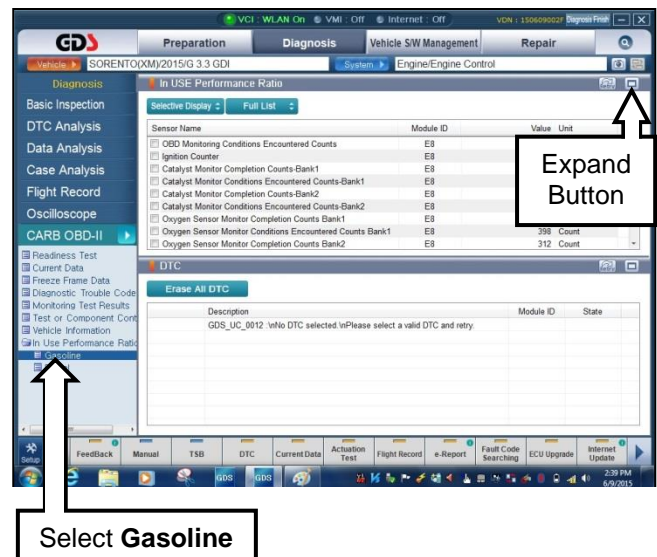 VCI : WLAN On VMI : Off Internet : Off VDN : 150609002F Diagnosis Finish
GDS Preparation Diagnosis Vehicle S/W Management Repair
Vehicle SORENTO(XM)/2015/G 3.3 GDI System Engine/Engine Control
Diagnosis
Basic Inspection
DTC Analysis
Data Analysis
Case Analysis
Flight Record
Oscilloscope
CARB OBD-II
Readiness Test
Current Data
Freeze Frame Data
Diagnostic Trouble Code
Monitoring Test Results
Test or Component Cont
Vehicle Information
In Use Performance Ratio
Gasoline
In USE Performance Ratio
Selective Display Full List
Sensor Name Module ID Value Unit
OBD Monitoring Conditions Encountered Counts E8
Ignition Counter E8
Catalyst Monitor Completion Counts-Bank1 E8
Catalyst Monitor Conditions Encountered Counts-Bank1 E8
Catalyst Monitor Completion Counts-Bank2 E8
Catalyst Monitor Conditions Encountered Counts-Bank2 E8
Oxygen Sensor Monitor Completion Counts Bank1 E8
Oxygen Sensor Monitor Conditions Encountered Counts Bank1 E8 398 Count
Oxygen Sensor Monitor Completion Counts Bank2 E8 312 Count
Expand
Button
DTC
Erase All DTC
Description Module ID State
GDS_UC_0012 :\nNo DTC selected.\nPlease select a valid DTC and retry.
Setup FeedBack Manual TSB DTC Current Data Actuation Test Flight Record e-Report Fault Code Searching ECU Upgrade Internet Update
GDS GDS 2:39 PM
6/9/2015
Select Gasoline